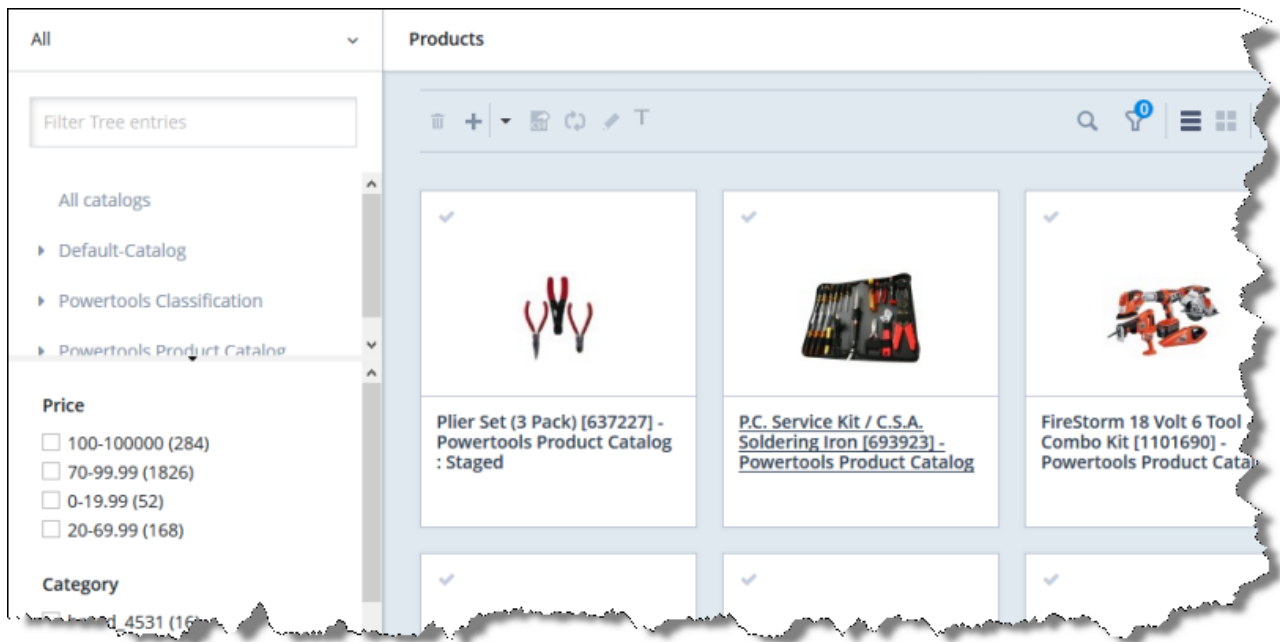 All
Products
Filter Tree entries
T
0
All catalogs
Default-Catalog
Powertools Classification
Powertools Product Catalog
Price
100-100000 (284)
70-99.99 (1826)
0-19.99 (52)
20-69.99 (168)
Category
4531
Plier Set (3 Pack) [637227] -
Powertools Product Catalog
: Staged
P.C. Service Kit / C.S.A.
Soldering Iron [693923] -
Powertools Product Catalog
FireStorm 18 Volt 6 Tool
Combo Kit [1101690] -
Powertools Product